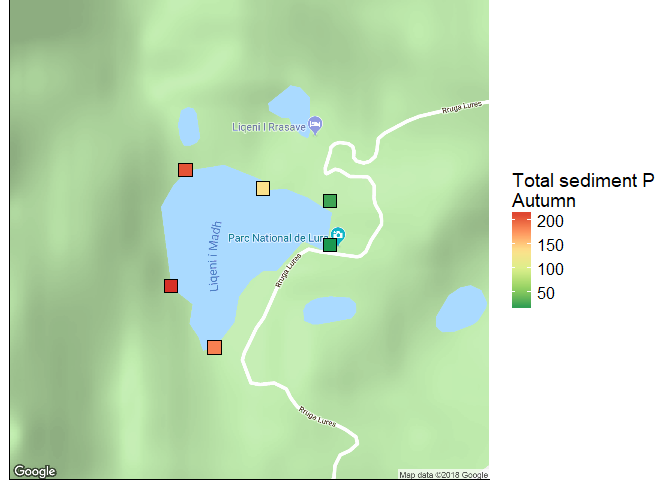 Rruga Lures
Liqeni I Rrasave
Total sediment P
Autumn
200
150
100
50
Parc National de Lura
Liqeni i Madh
Rruga Lures
Rruga Lures
Google
Map data ©2018 Google